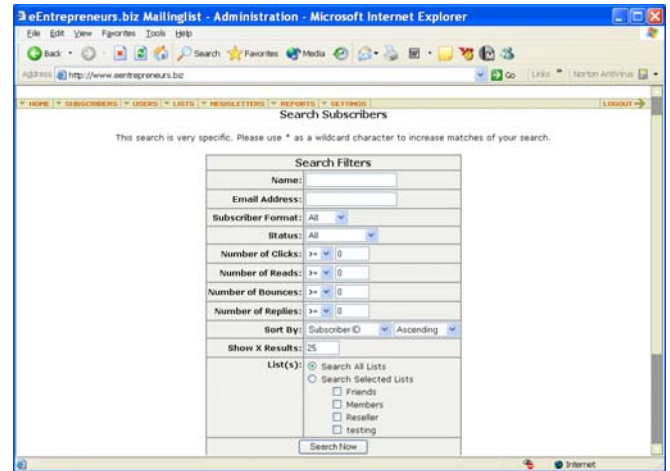 eEntrepreneurs.biz Mailinglist - Administration - Microsoft Internet Explorer
File Edit View Favorites Tools Help
Back Search Favorites Media
Address http://www.eentrepreneurs.biz Go Links Norton AntiVirus
HOME SUBSCRIBERS USERS LISTS NEWSLETTERS REPORTS SETTINGS LOGOUT
Search Subscribers
This search is very specific. Please use * as a wildcard character to increase matches of your search.
Search Filters
Name:
Email Address:
Subscriber Format: All
Status: All
Number of Clicks: >= 0
Number of Reads: >= 0
Number of Bounces: >= 0
Number of Replies: >= 0
Sort By: Subscriber ID Ascending
Show X Results: 25
List(s): Search All Lists
Search Selected Lists
Friends
Members
Reseller
testing
Search Now
Internet